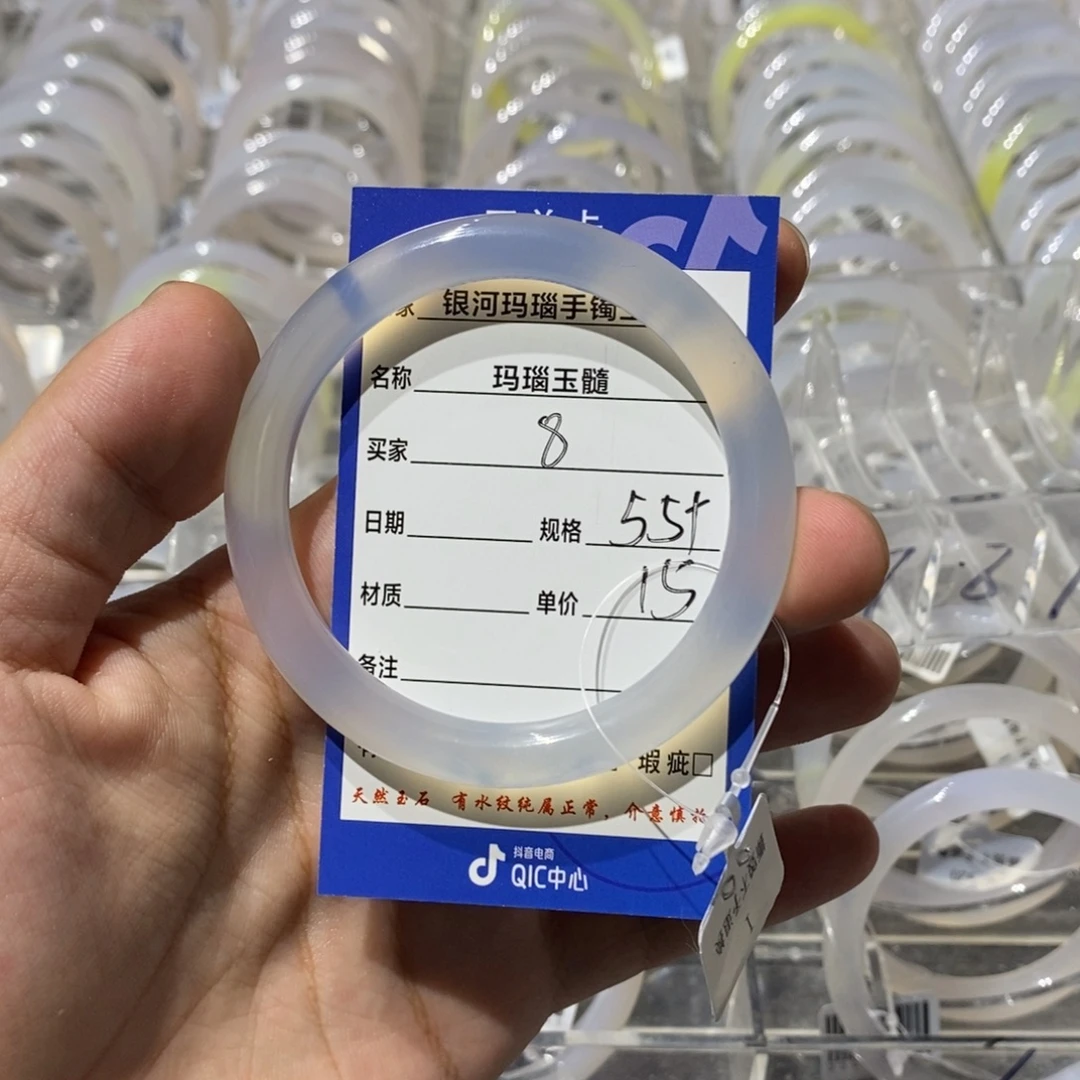 家 银河玛瑙手镯
名称 玛瑙玉髓
买家 8
日期 规格 55+
材质 单价 15
备注
瑕疵□
天然玉石 有水纹纯属正常，介意慎拍
抖音电商
QIC中心